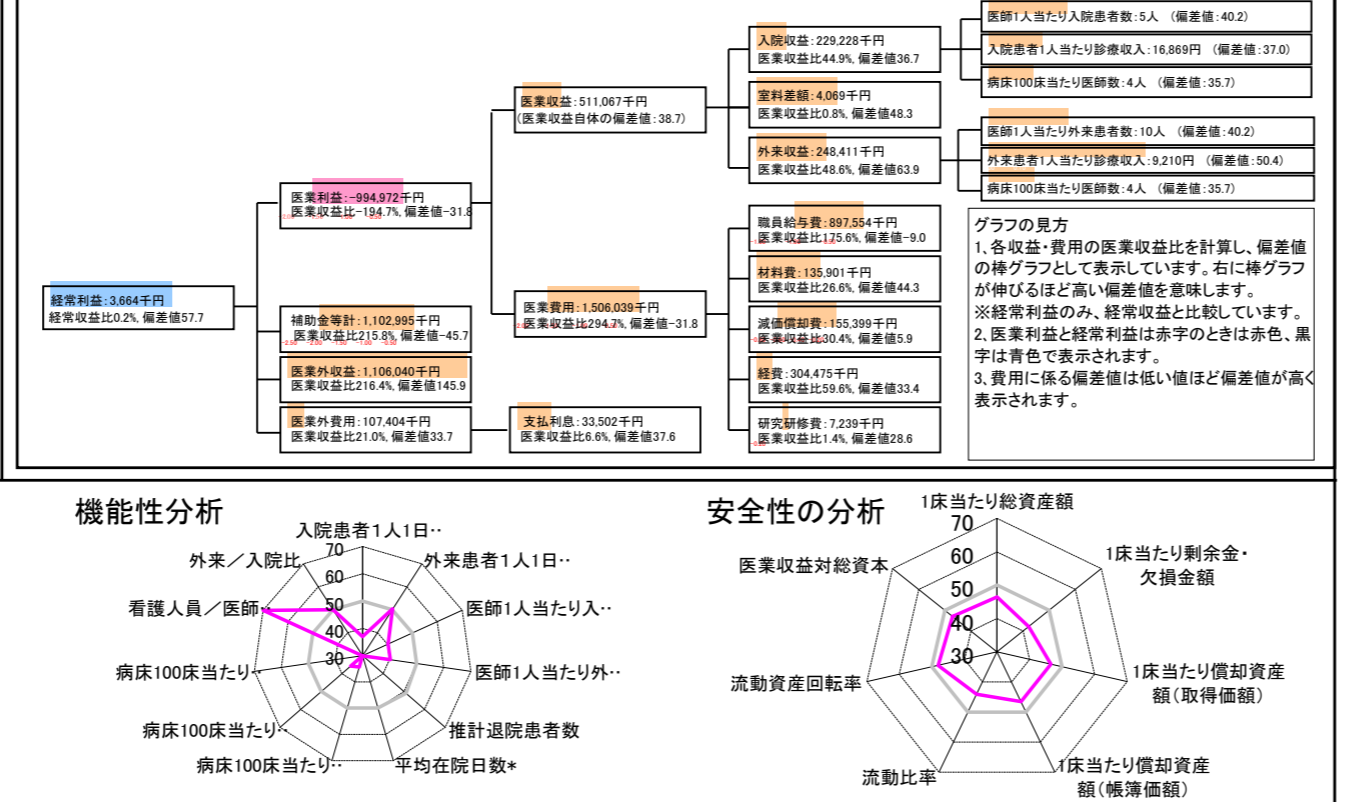 医師1人当たり入院患者数:5人 (偏差値:40.2)
入院収益:229,228千円
医業収益比44.9%, 偏差値36.7
入院患者1人当たり診療収入:16,869円 (偏差値:37.0)
病床100床当たり医師数:4人 (偏差値:35.7)
医業収益:511,067千円
(医業収益自体の偏差値:38.7)
室料差額:4,069千円
医業収益比0.8%, 偏差値48.3
医師1人当たり外来患者数:10人 (偏差値:40.2)
外来収益:248,411千円
医業収益比48.6%, 偏差値63.9
外来患者1人当たり診療収入:9,210円 (偏差値:50.4)
病床100床当たり医師数:4人 (偏差値:35.7)
医業利益:-994,972千円
医業収益比-194.7%, 偏差値-31.8
職員給与費:897,554千円
医業収益比175.6%, 偏差値-9.0
材料費:135,901千円
医業収益比26.6%, 偏差値44.3
経常利益:3,664千円
経常収益比0.2%, 偏差値57.7
医業費用:1,506,039千円
医業収益比294.7%, 偏差値-31.8
補助金等計:1,102,995千円
医業収益比215.8%, 偏差値-45.7
-2.50 -2.00 -1.50 -1.00 -0.50
減価償却費:155,399千円
医業収益比30.4%, 偏差値5.9
医業外収益:1,106,040千円
医業収益比216.4%, 偏差値145.9
経費:304,475千円
医業収益比59.6%, 偏差値33.4
医業外費用:107,404千円
医業収益比21.0%, 偏差値33.7
支払利息:33,502千円
医業収益比6.6%, 偏差値37.6
研究研修費:7,239千円
医業収益比1.4%, 偏差値28.6
グラフの見方
1、各収益・費用の医業収益比を計算し、偏差値
の棒グラフとして表示しています。右に棒グラフ
が伸びるほど高い偏差値を意味します。
※経常利益のみ、経常収益と比較しています。
2、医業利益と経常利益は赤字のときは赤色、黒
字は青色で表示されます。
3、費用に係る偏差値は低い値ほど偏差値が高く
表示されます。
機能性分析
入院患者1人1日‥
外来患者1人1日‥
医師1人当たり入‥
医師1人当たり外‥
推計退院患者数
平均在院日数*
病床100床当たり‥
病床100床当たり‥
病床100床当たり‥
看護人員/医師‥
外来/入院比
70
60
50
40
30
安全性の分析
1床当たり総資産額
1床当たり剰余金・
欠損金額
1床当たり償却資産
額(取得価額)
1床当たり償却資産
額(帳簿価額)
流動比率
流動資産回転率
医業収益対総資本
70
60
50
40
30